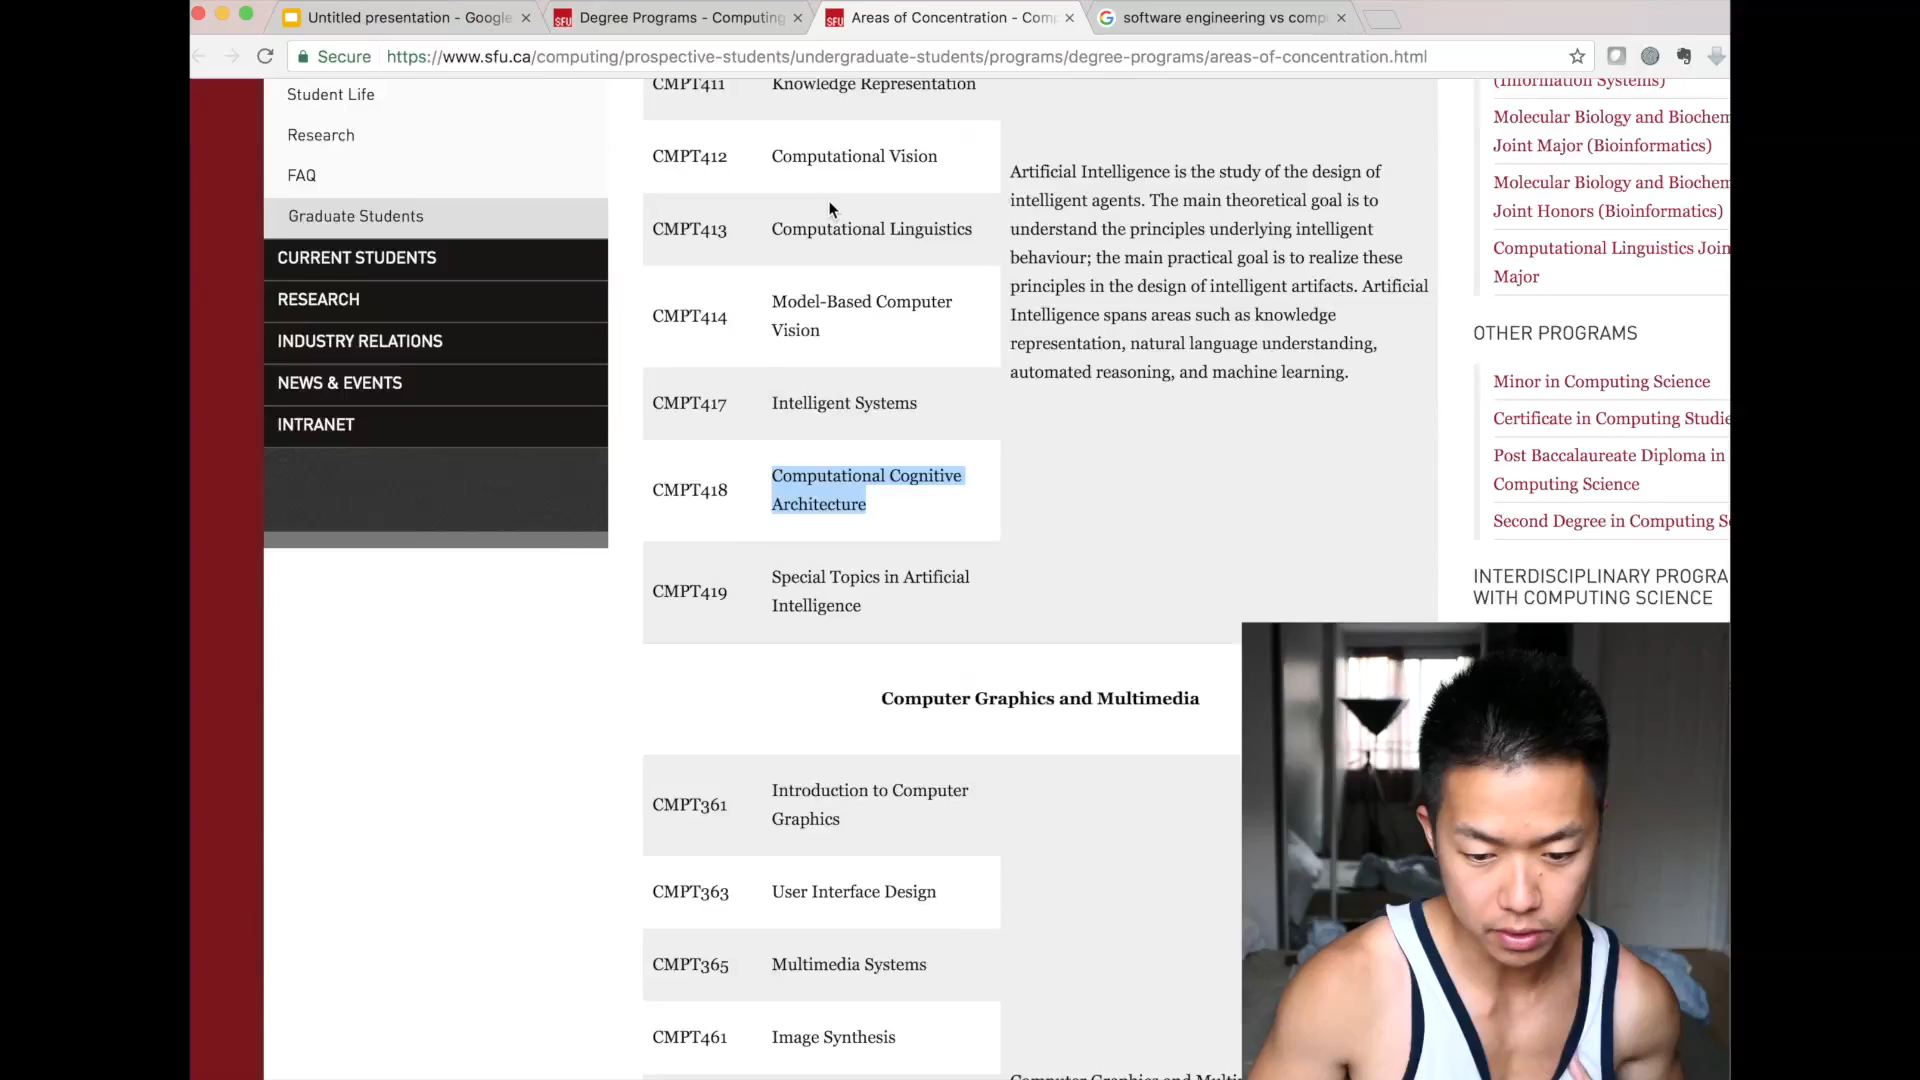 Untitled presentation - Google
Degree Programs - Computing
Areas of Concentration - Com
software engineering vs comp
Secure
https://www.sfu.ca/computing/prospective-students/undergraduate-students/programs/degree-programs/areas-of-concentration.html
Student Life
Research
FAQ
Graduate Students
CURRENT STUDENTS
RESEARCH
INDUSTRY RELATIONS
NEWS & EVENTS
INTRANET
CMPT411 Knowledge Representation
CMPT412 Computational Vision
CMPT413 Computational Linguistics
CMPT414 Model-Based Computer
Vision
CMPT417 Intelligent Systems
CMPT418 Computational Cognitive
Architecture
CMPT419 Special Topics in Artificial
Intelligence
Artificial Intelligence is the study of the design of
intelligent agents. The main theoretical goal is to
understand the principles underlying intelligent
behaviour; the main practical goal is to realize these
principles in the design of intelligent artifacts. Artificial
Intelligence spans areas such as knowledge
representation, natural language understanding,
automated reasoning, and machine learning.
Computer Graphics and Multimedia
CMPT361 Introduction to Computer
Graphics
CMPT363 User Interface Design
CMPT365 Multimedia Systems
CMPT461 Image Synthesis
Computer Graphics and Multi
(Information Systems)
Molecular Biology and Biochem
Joint Major (Bioinformatics)
Molecular Biology and Biochem
Joint Honors (Bioinformatics)
Computational Linguistics Join
Major
OTHER PROGRAMS
Minor in Computing Science
Certificate in Computing Studie
Post Baccalaureate Diploma in
Computing Science
Second Degree in Computing S
INTERDISCIPLINARY PROGRA
WITH COMPUTING SCIENCE